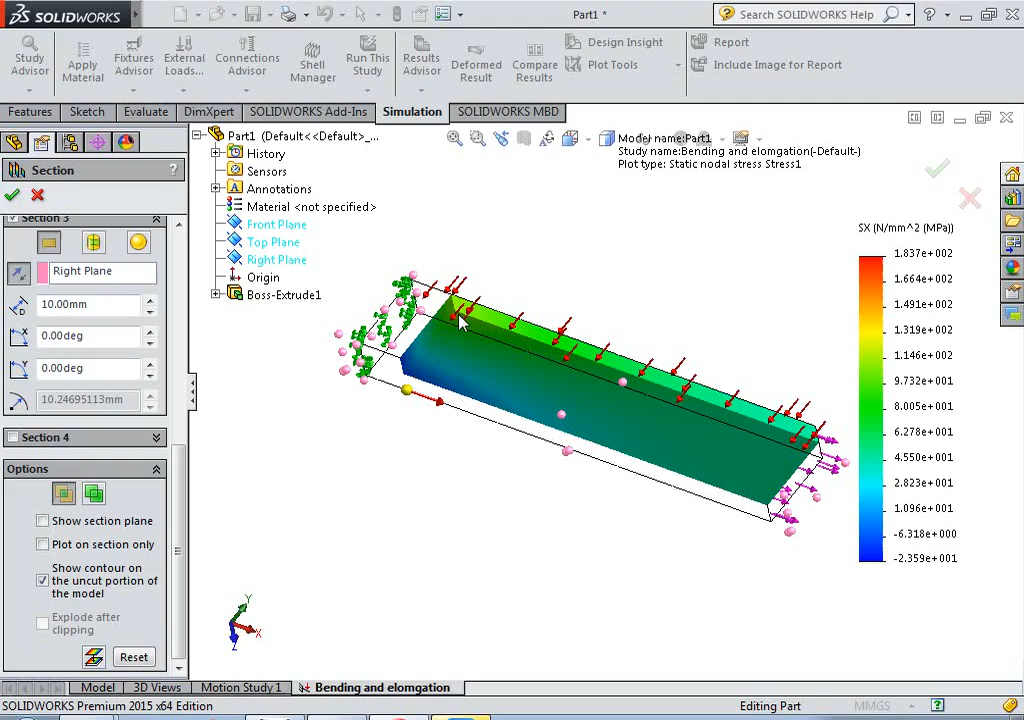 SOLIDWORKS
Part1 *
Search SOLIDWORKS Help
Study Advisor
Apply Material
Fixtures Advisor
External Loads...
Connections Advisor
Shell Manager
Run This Study
Results Advisor
Deformed Result
Compare Results
Design Insight
Plot Tools
Report
Include Image for Report
Features
Sketch
Evaluate
DimXpert
SOLIDWORKS Add-Ins
Simulation
SOLIDWORKS MBD
Section
?
Section 3
Right Plane
10.00mm
0.00deg
0.00deg
10.24695113mm
Section 4
Options
Show section plane
Plot on section only
Show contour on
the uncut portion of
the model
Explode after
clipping
Reset
Part1 (Default<<Default>_...
History
Sensors
Annotations
Material <not specified>
Front Plane
Top Plane
Right Plane
Origin
Boss-Extrude1
Model name:Part1
Study name:Bending and elomgation(-Default-)
Plot type: Static nodal stress Stress1
SX (N/mm^2 (MPa))
1.837e+002
1.664e+002
1.491e+002
1.319e+002
1.146e+002
9.732e+001
8.005e+001
6.278e+001
4.550e+001
2.823e+001
1.096e+001
-6.318e+000
-2.359e+001
Y
X
Z
Model
3D Views
Motion Study 1
Bending and elomgation
SOLIDWORKS Premium 2015 x64 Edition
Editing Part
MMGS
?